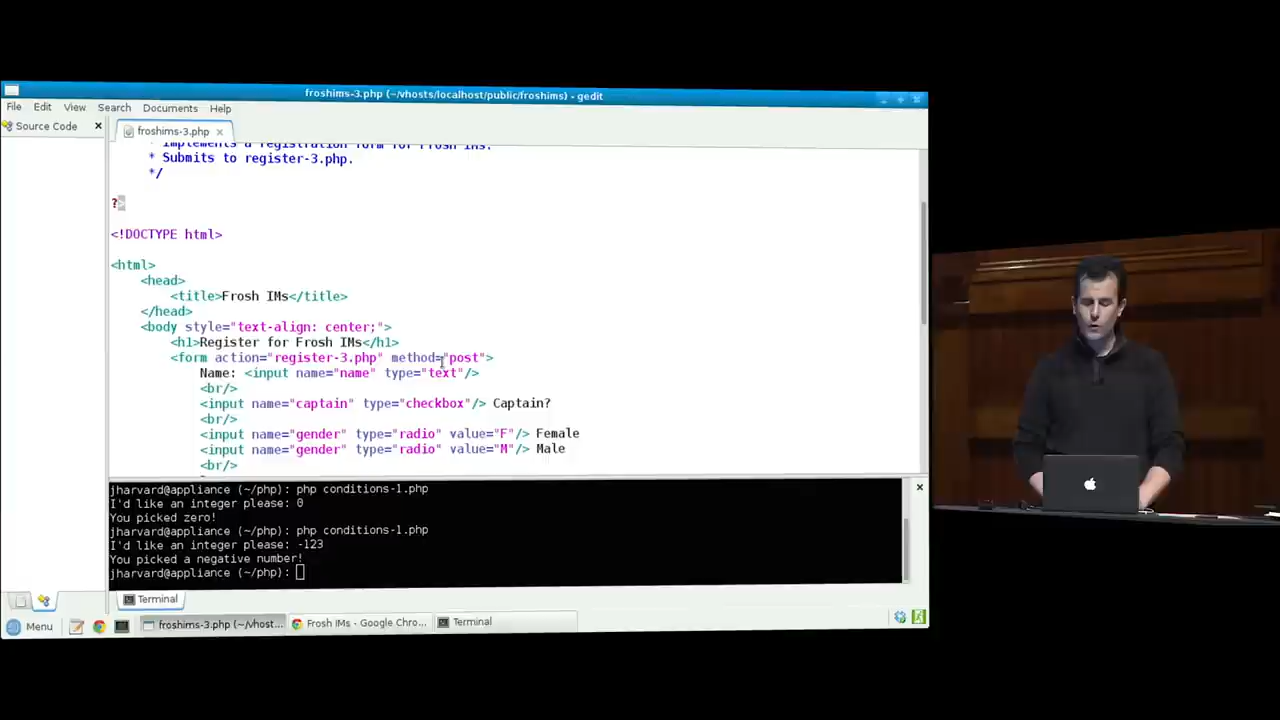 froshims-3.php (~/vhosts/localhost/public/froshims) - gedit
File Edit View Search Documents Help
Source Code
froshims-3.php
* Implements a registration form for Frosh IMs.
* Submits to register-3.php.
*/
?>
<!DOCTYPE html>
<html>
<head>
<title>Frosh IMs</title>
</head>
<body style="text-align: center;">
<h1>Register for Frosh IMs</h1>
<form action="register-3.php" method="post">
Name: <input name="name" type="text"/>
<br/>
<input name="captain" type="checkbox"/> Captain?
<br/>
<input name="gender" type="radio" value="F"/> Female
<input name="gender" type="radio" value="M"/> Male
<br/>
jharvard@appliance (~/php): php conditions-1.php
I'd like an integer please: 0
You picked zero!
jharvard@appliance (~/php): php conditions-1.php
I'd like an integer please: -123
You picked a negative number!
jharvard@appliance (~/php):
Terminal
Menu froshims-3.php (~/vhost... Frosh IMs - Google Chro... Terminal